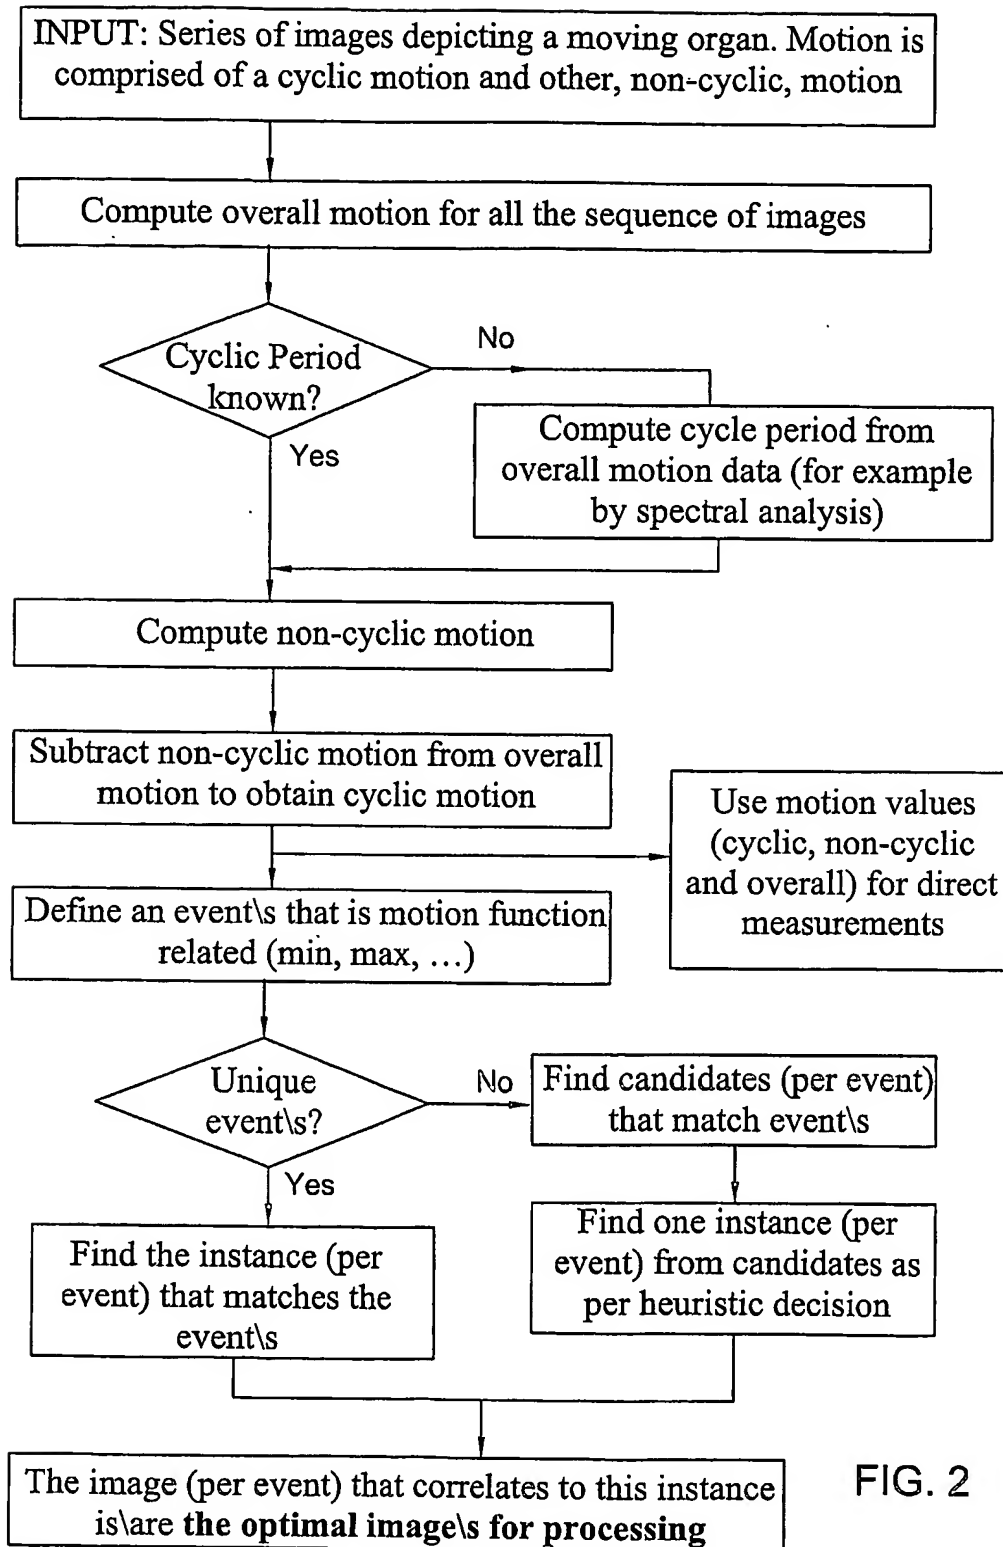 INPUT: Series of images depicting a moving organ. Motion is
comprised of a cyclic motion and other, non-cyclic, motion
Compute overall motion for all the sequence of images
Cyclic Period
known?
No
Yes
Compute cycle period from
overall motion data (for example
by spectral analysis)
Compute non-cyclic motion
Subtract non-cyclic motion from overall
motion to obtain cyclic motion
Use motion values
(cyclic, non-cyclic
and overall) for direct
measurements
Define an event\s that is motion function
related (min, max, ...)
Unique
event\s?
No
Yes
Find candidates (per event)
that match event\s
Find one instance (per
event) from candidates as
per heuristic decision
Find the instance (per
event) that matches the
event\s
The image (per event) that correlates to this instance
is\are the optimal image\s for processing
FIG. 2